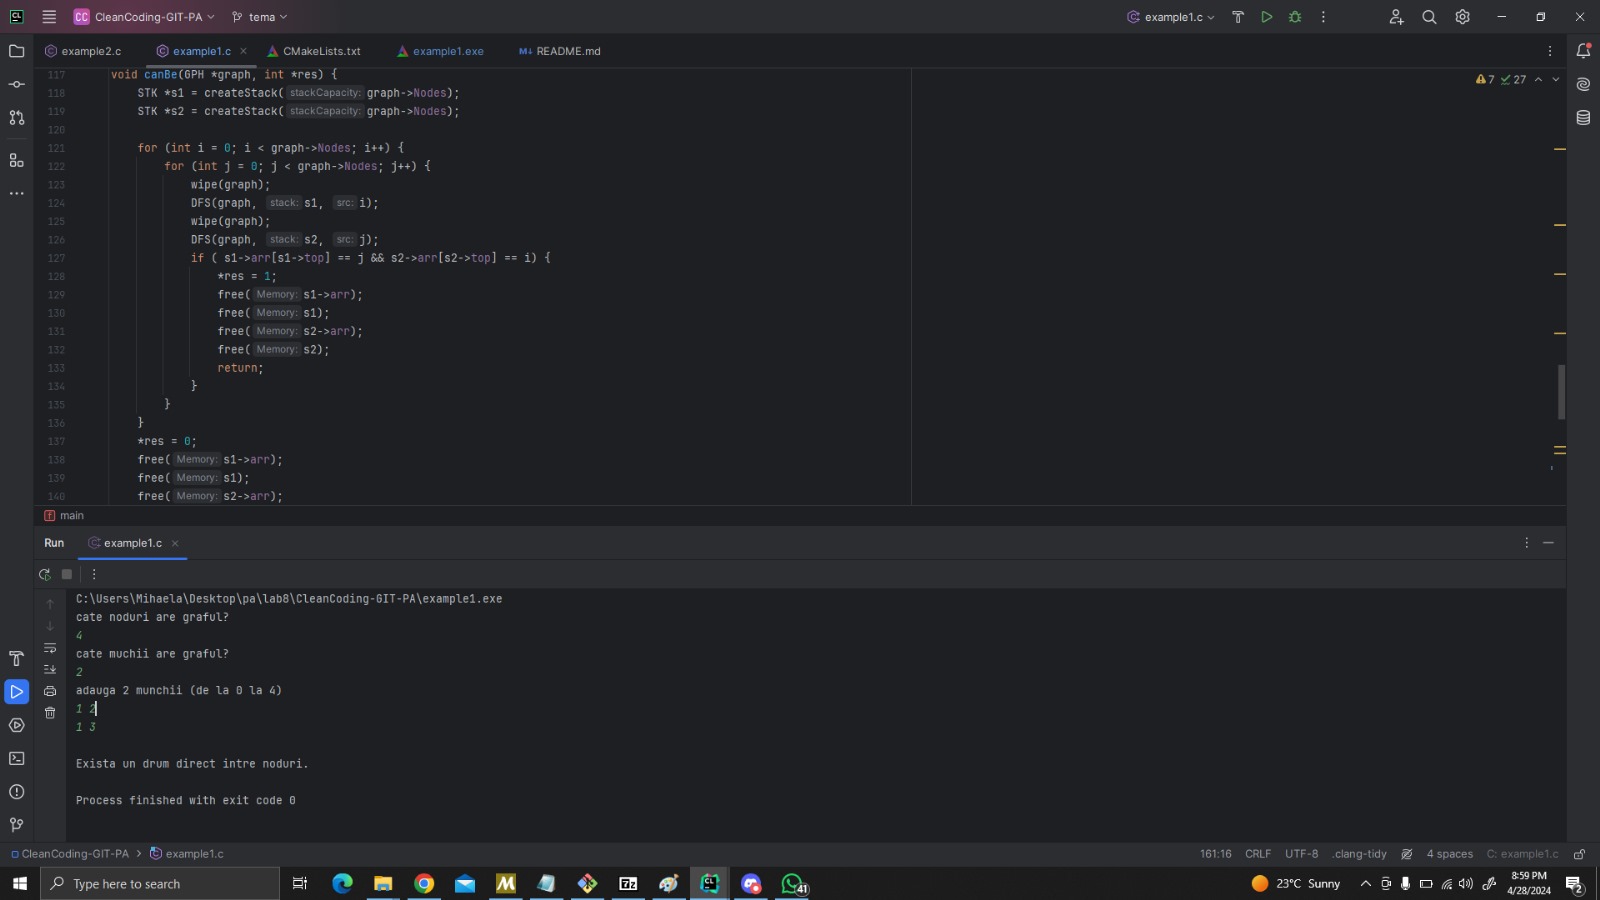 CL CC CleanCoding-GIT-PA tema example1.c
example2.c example1.c CMakeLists.txt example1.exe M↓ README.md
117 void canBe(GPH *graph, int *res) { 7 27
118 STK *s1 = createStack( stackCapacity: graph->Nodes);
119 STK *s2 = createStack( stackCapacity: graph->Nodes);
120
121 for (int i = 0; i < graph->Nodes; i++) {
122 for (int j = 0; j < graph->Nodes; j++) {
123 wipe(graph);
124 DFS(graph, stack: s1, src: i);
125 wipe(graph);
126 DFS(graph, stack: s2, src: j);
127 if ( s1->arr[s1->top] == j && s2->arr[s2->top] == i) {
128 *res = 1;
129 free( Memory: s1->arr);
130 free( Memory: s1);
131 free( Memory: s2->arr);
132 free( Memory: s2);
133 return;
134 }
135 }
136 }
137 *res = 0;
138 free( Memory: s1->arr);
139 free( Memory: s1);
140 free( Memory: s2->arr);
f main
Run example1.c
C:\Users\Mihaela\Desktop\pa\lab8\CleanCoding-GIT-PA\example1.exe
cate noduri are graful?
4
cate muchii are graful?
2
adauga 2 munchii (de la 0 la 4)
1 2
1 3
Exista un drum direct intre noduri.
Process finished with exit code 0
CleanCoding-GIT-PA > example1.c 161:16 CRLF UTF-8 .clang-tidy 4 spaces C: example1.c
Type here to search 7z CL 41 23°C Sunny 8:59 PM
4/28/2024 2